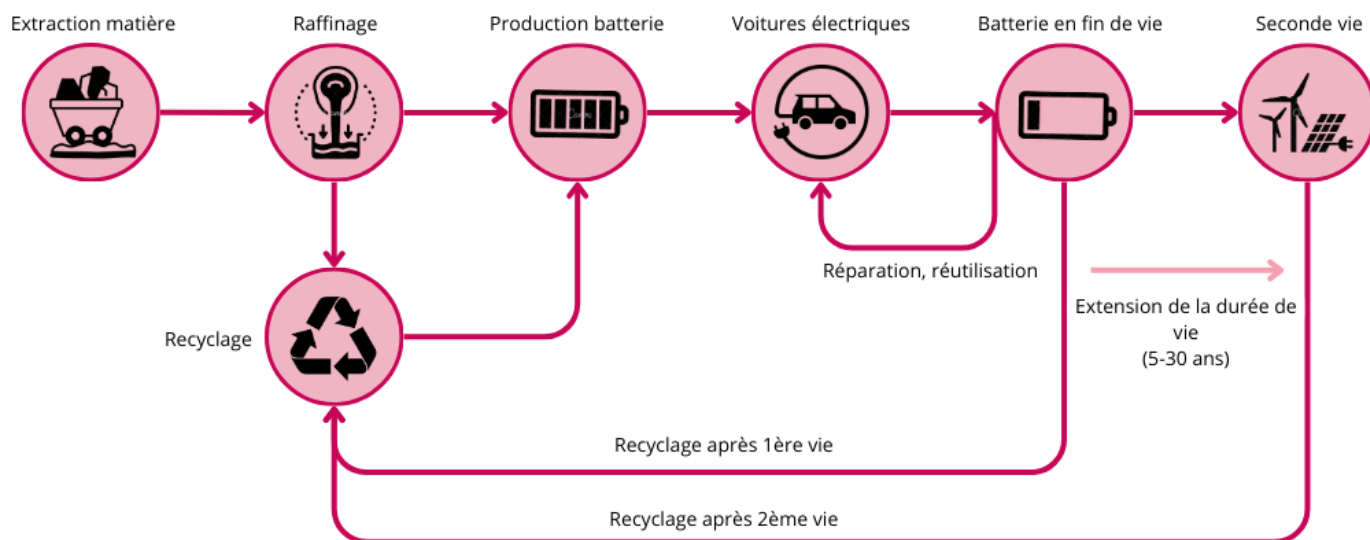 Extraction matière
Raffinage
Production batterie
Voitures électriques
Batterie en fin de vie
Seconde vie
Réparation, réutilisation
Extension de la durée de
vie
(5-30 ans)
Recyclage
Recyclage après 1ère vie
Recyclage après 2ème vie